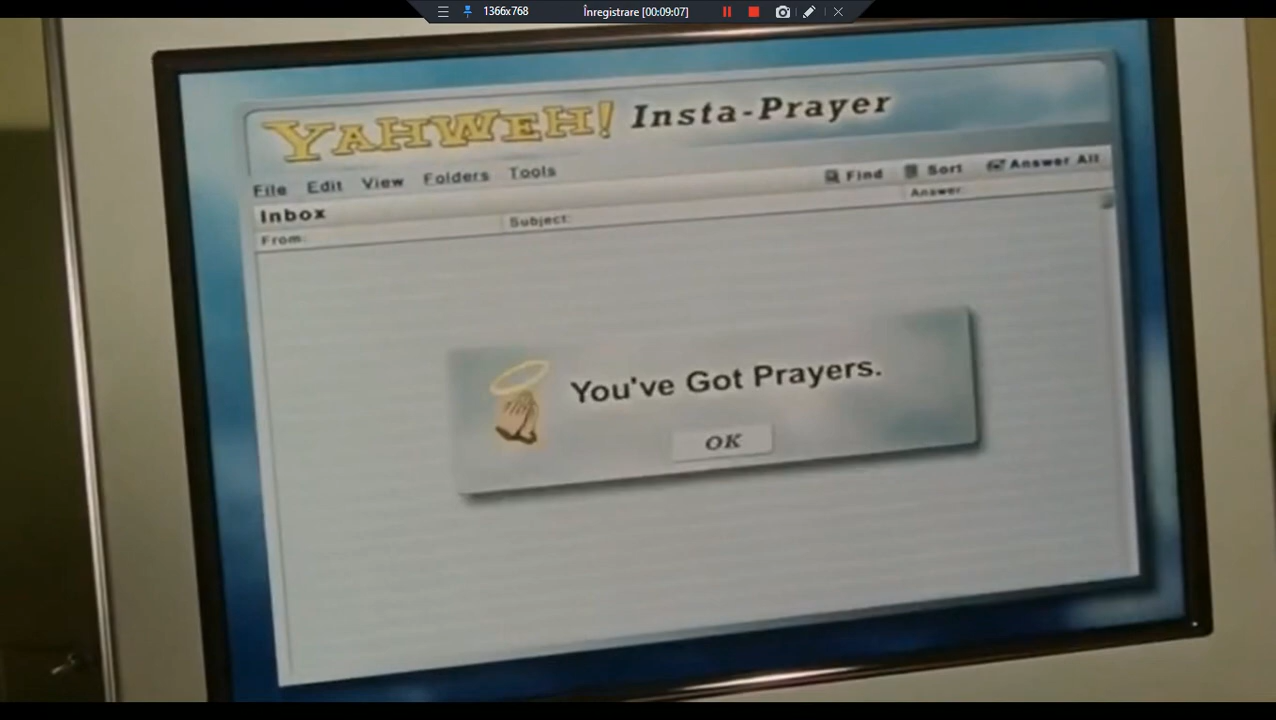 1366x768 Înregistrare [00:09:07]
YAHWEH! Insta-Prayer
File Edit View Folders Tools
Find Sort Answer All
Inbox
From: Subject: Answer:
You've Got Prayers.
OK